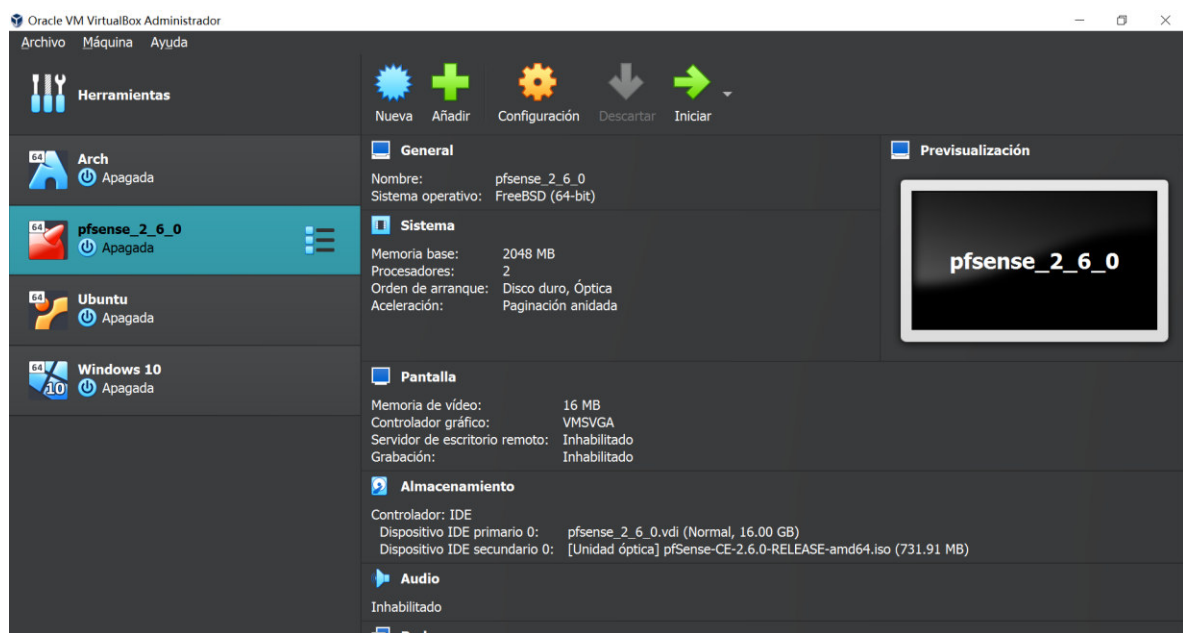 Oracle VM VirtualBox Administrador
Archivo Máquina Ayuda
Herramientas
Nueva Añadir Configuración Descartar Iniciar
64 Arch
Apagada
64 pfsense_2_6_0
Apagada
64 Ubuntu
Apagada
64 10 Windows 10
Apagada
General
Nombre: pfsense_2_6_0
Sistema operativo: FreeBSD (64-bit)
Sistema
Memoria base: 2048 MB
Procesadores: 2
Orden de arranque: Disco duro, Óptica
Aceleración: Paginación anidada
Previsualización
pfsense_2_6_0
Pantalla
Memoria de vídeo: 16 MB
Controlador gráfico: VMSVGA
Servidor de escritorio remoto: Inhabilitado
Grabación: Inhabilitado
Almacenamiento
Controlador: IDE
Dispositivo IDE primario 0: pfsense_2_6_0.vdi (Normal, 16.00 GB)
Dispositivo IDE secundario 0: [Unidad óptica] pfSense-CE-2.6.0-RELEASE-amd64.iso (731.91 MB)
Audio
Inhabilitado